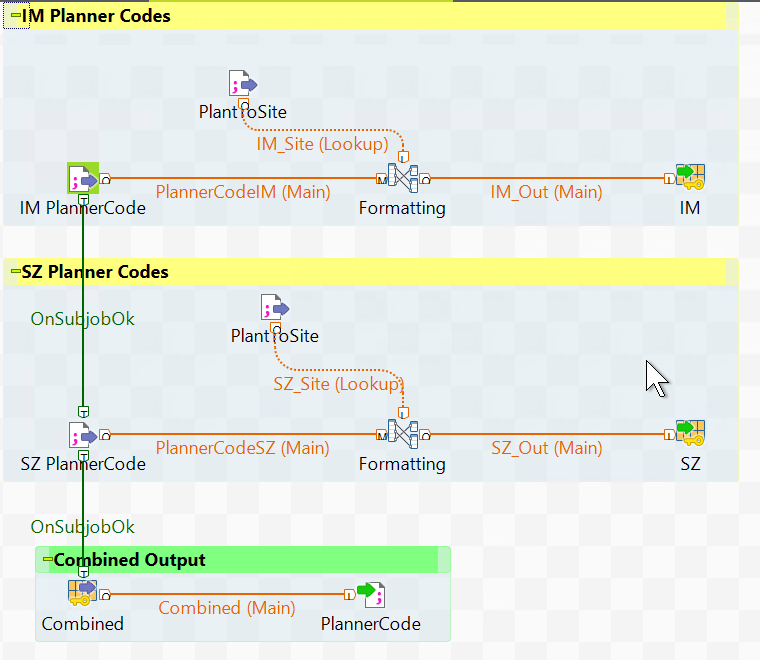 IM Planner Codes
PlantToSite
IM_Site (Lookup)
PlannerCodeIM (Main)
IM_Out (Main)
IM PlannerCode
Formatting
IM
SZ Planner Codes
OnSubjobOk
PlantToSite
SZ_Site (Lookup)
PlannerCodeSZ (Main)
SZ_Out (Main)
SZ PlannerCode
Formatting
SZ
OnSubjobOk
Combined Output
Combined (Main)
Combined
PlannerCode